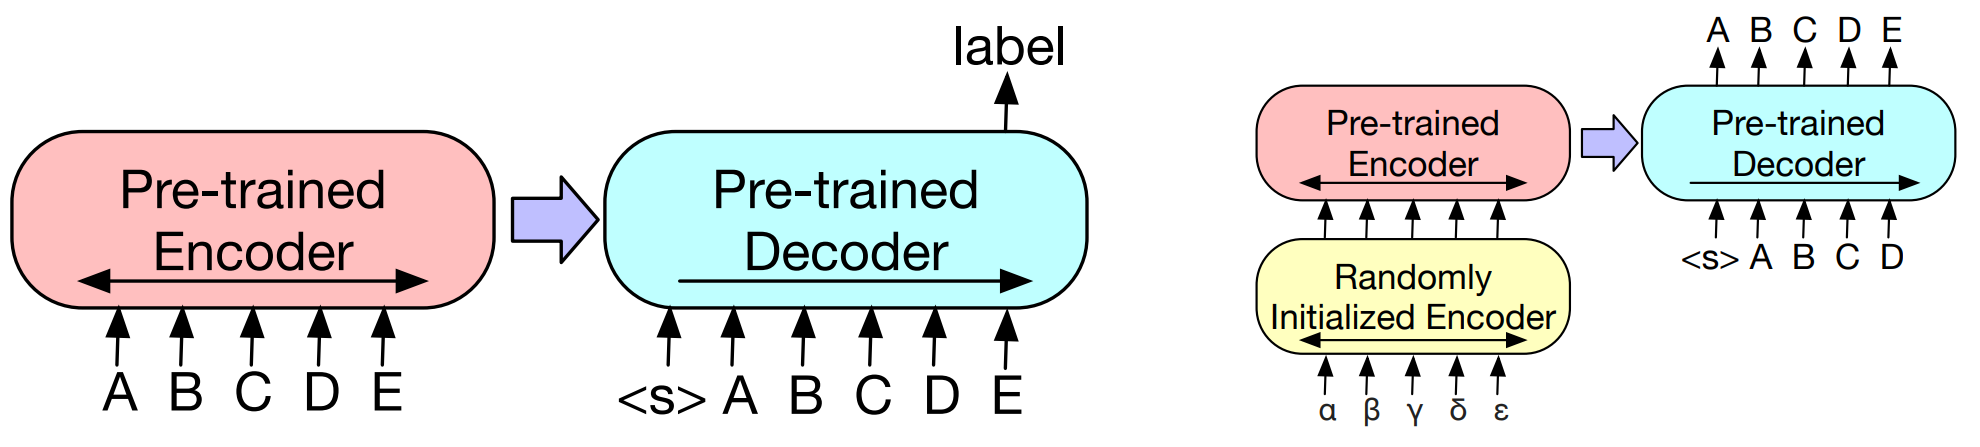 label
Pre-trained
Encoder
Pre-trained
Decoder
A B C D E
<s> A B C D E
A B C D E
Pre-trained
Encoder
Pre-trained
Decoder
<s> A B C D
Randomly
Initialized Encoder
α β γ δ ε